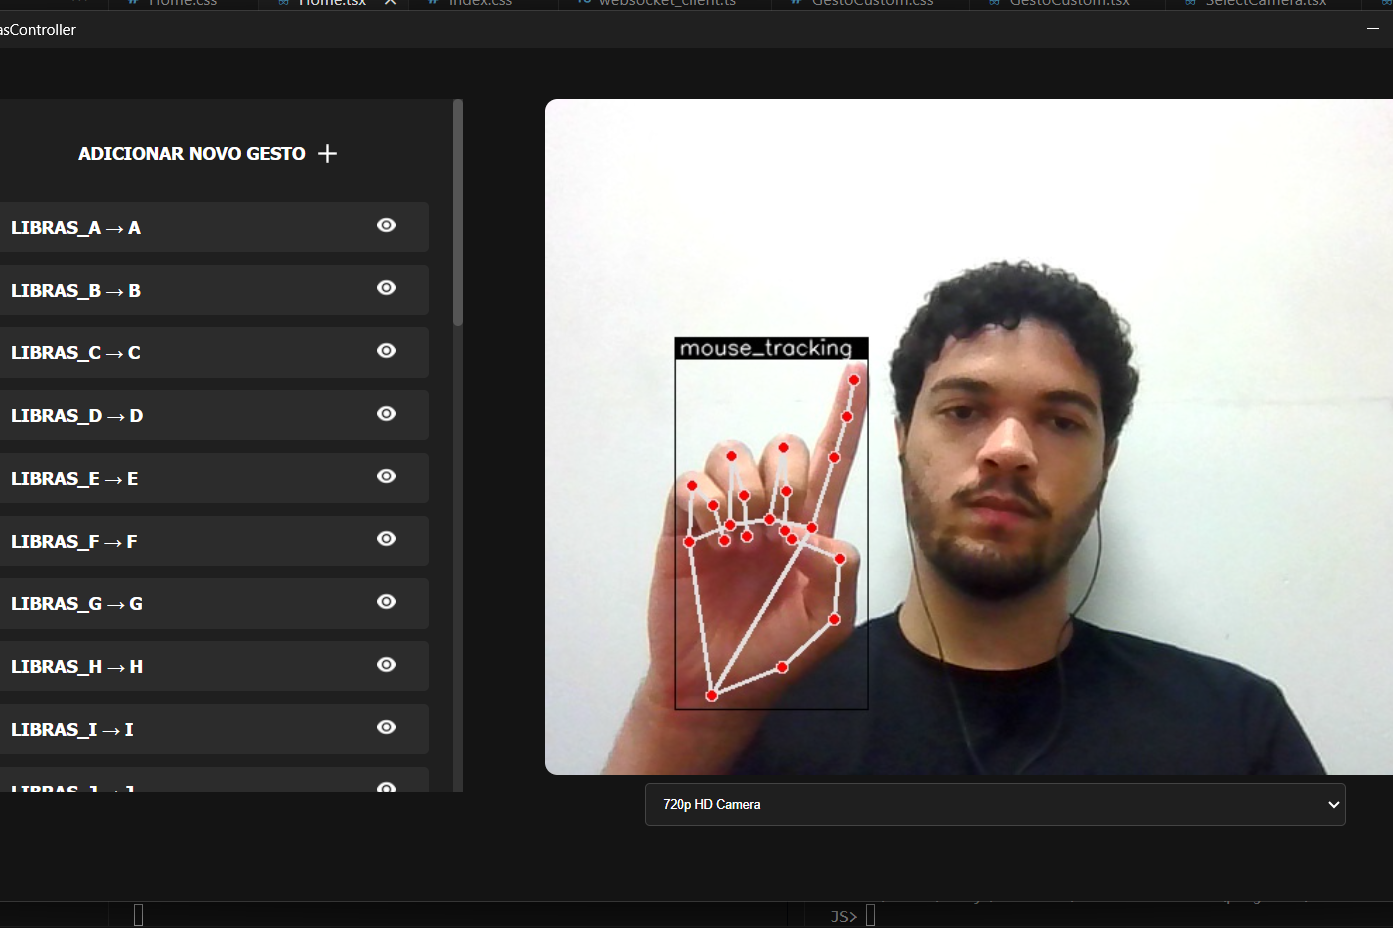 Home.css
Home.tsx
index.css
websocket_client.ts
GestoCustom.css
GestoCustom.tsx
SelectCamera.tsx
asController
ADICIONAR NOVO GESTO +
LIBRAS_A → A
LIBRAS_B → B
LIBRAS_C → C
LIBRAS_D → D
LIBRAS_E → E
LIBRAS_F → F
LIBRAS_G → G
LIBRAS_H → H
LIBRAS_I → I
LIBRAS_J → J
mouse_tracking
720p HD Camera
JS>